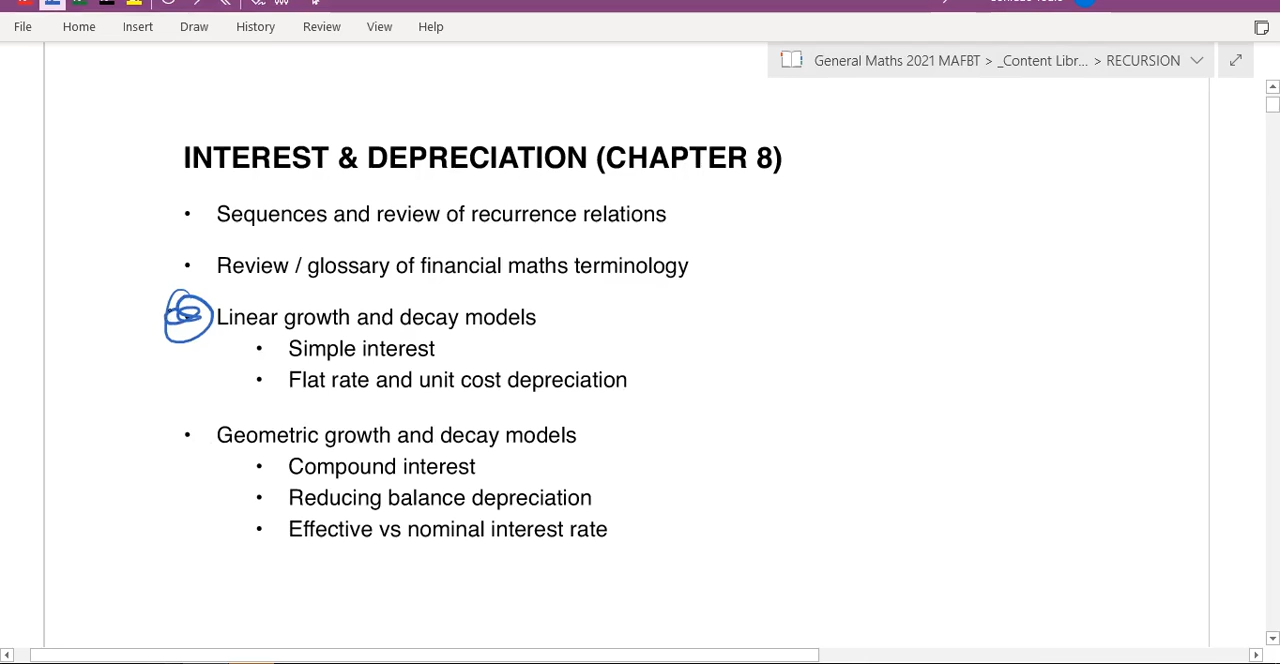 File Home Insert Draw History Review View Help
General Maths 2021 MAFBT > _Content Libr... > RECURSION
INTEREST & DEPRECIATION (CHAPTER 8)
• Sequences and review of recurrence relations
• Review / glossary of financial maths terminology
Linear growth and decay models
• Simple interest
• Flat rate and unit cost depreciation
• Geometric growth and decay models
• Compound interest
• Reducing balance depreciation
• Effective vs nominal interest rate